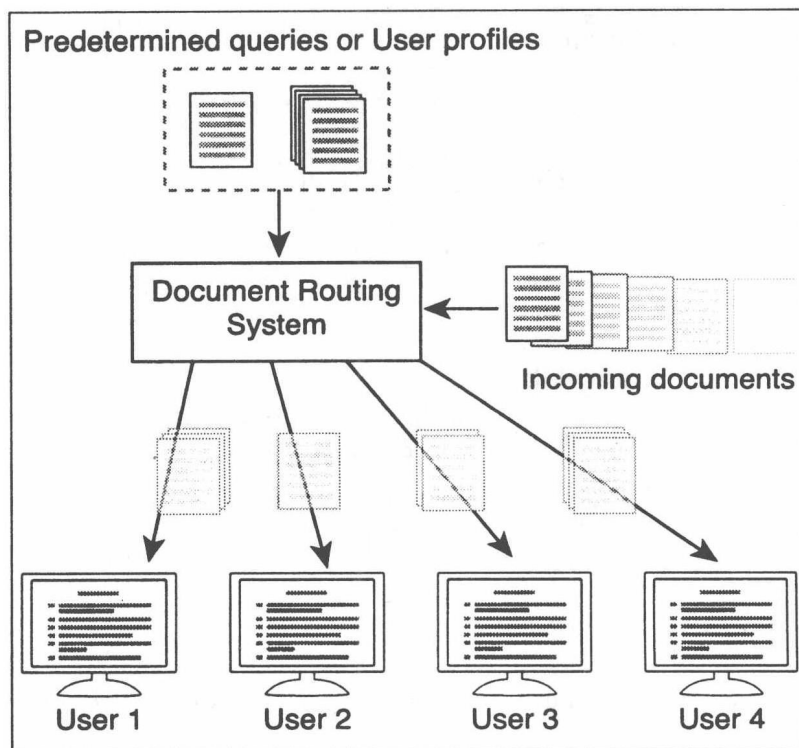 Predetermined queries or User profiles
Document Routing
System
Incoming documents
User 1
User 2
User 3
User 4